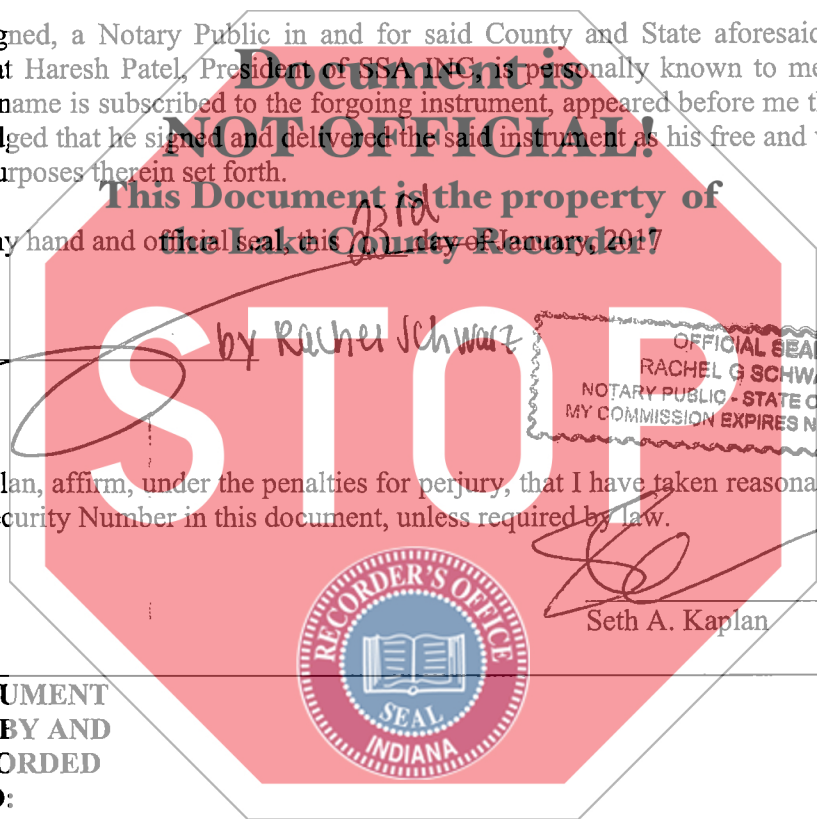 gned, a Notary Public in and for said County and State aforesaid
at Haresh Patel, President of SSA INC, is personally known to me
name is subscribed to the forgoing instrument, appeared before me th
lged that he signed and delivered the said instrument as his free and v
urposes therein set forth.
Document is
NOT OFFICIAL!
This Document is the property of
the Lake County Recorder!
y hand and official seal, this 23rd day of January, 2017
by Rachel Schwarz
OFFICIAL SEAL
RACHEL G SCHWA
NOTARY PUBLIC - STATE O
MY COMMISSION EXPIRES N
STOP
lan, affirm, under the penalties for perjury, that I have taken reasona
ecurity Number in this document, unless required by law.
Seth A. Kaplan
RECORDER'S OFFICE
SEAL
INDIANA
UMENT
BY AND
ORDED
O: